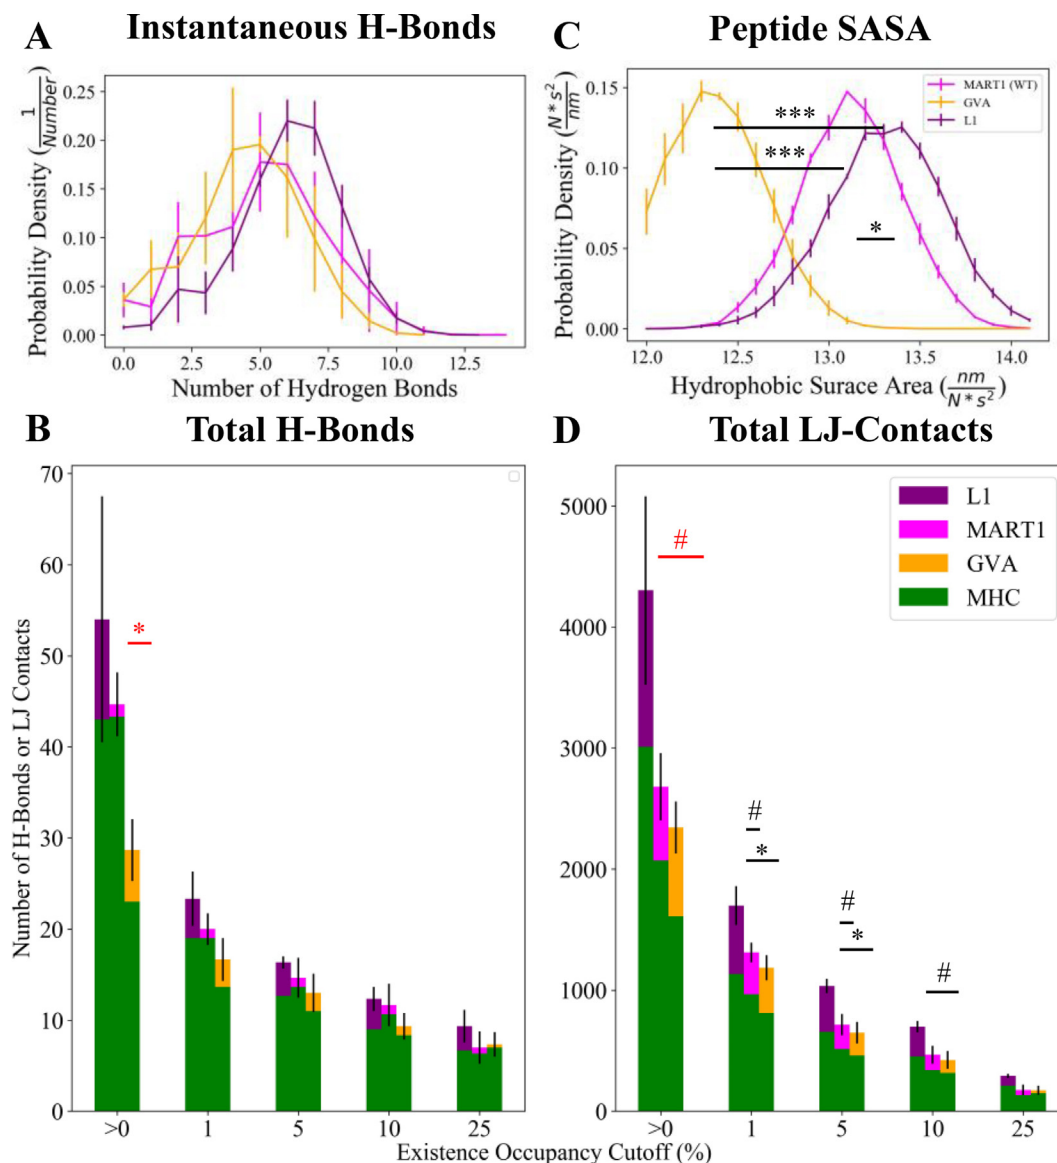 A Instantaneous H-Bonds
Probability Density (1/Number)
0.25
0.20
0.15
0.10
0.05
0.00
0.0 2.5 5.0 7.5 10.0 12.5
Number of Hydrogen Bonds
C Peptide SASA
Probability Density (N*s²/nm)
0.15
0.10
0.05
0.00
MART1 (WT)
GVA
L1
***
***
*
12.0 12.5 13.0 13.5 14.0
Hydrophobic Surace Area (nm/N*s²)
B Total H-Bonds
Number of H-Bonds or LJ Contacts
70
60
50
40
30
20
10
0
*
>0 1 5 10 25
D Total LJ-Contacts
5000
4000
3000
2000
1000
0
L1
MART1
GVA
MHC
#
#
*
#
*
#
>0 1 5 10 25
Existence Occupancy Cutoff (%)